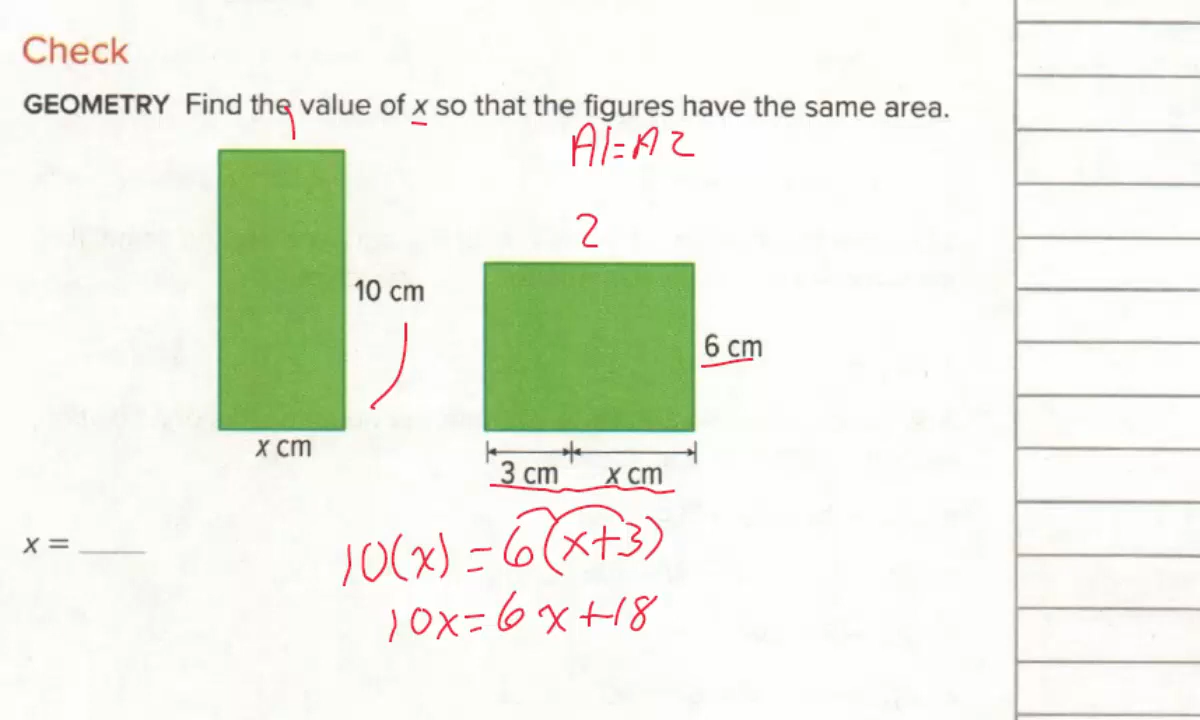 Check
GEOMETRY Find the value of x so that the figures have the same area.
1
A1=A2
2
10 cm
6 cm
x cm
3 cm x cm
x = ____
10(x)=6(x+3)
10x=6x+18